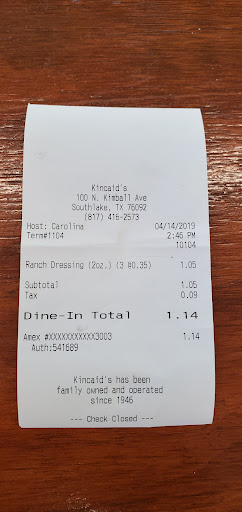 Kincaid's
100 N. Kimball Ave
Southlake, TX 76092
(817) 416-2573
Host: Carolina 04/14/2019
Term#1104 2:46 PM
10104
Ranch Dressing (2oz.) (3 @0.35) 1.05
Subtotal 1.05
Tax 0.09
Dine-In Total 1.14
Amex #XXXXXXXXXXX3003 1.14
Auth:541689
Kincaid's has been
family owned and operated
since 1946
--- Check Closed ---